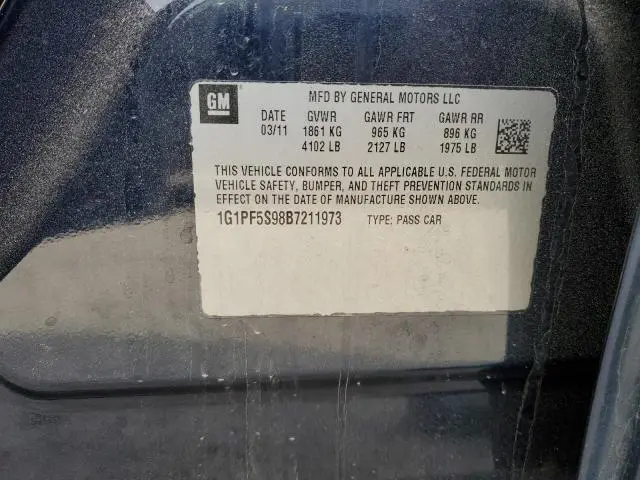 GM
MFD BY GENERAL MOTORS LLC
DATE GVWR GAWR FRT GAWR RR
03/11 1861 KG 965 KG 896 KG
4102 LB 2127 LB 1975 LB
THIS VEHICLE CONFORMS TO ALL APPLICABLE U.S. FEDERAL MOTOR
VEHICLE SAFETY, BUMPER, AND THEFT PREVENTION STANDARDS IN
EFFECT ON THE DATE OF MANUFACTURE SHOWN ABOVE.
1G1PF5S98B7211973 TYPE: PASS CAR